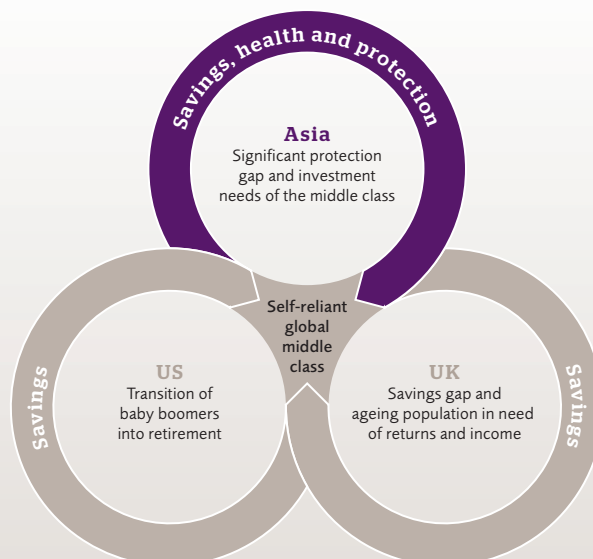 Savings, health and protection
Asia
Significant protection
gap and investment
needs of the middle class
Self-reliant
global
middle
class
Savings
US
Transition of
baby boomers
into retirement
UK
Savings gap and
ageing population in need
of returns and income
Savings